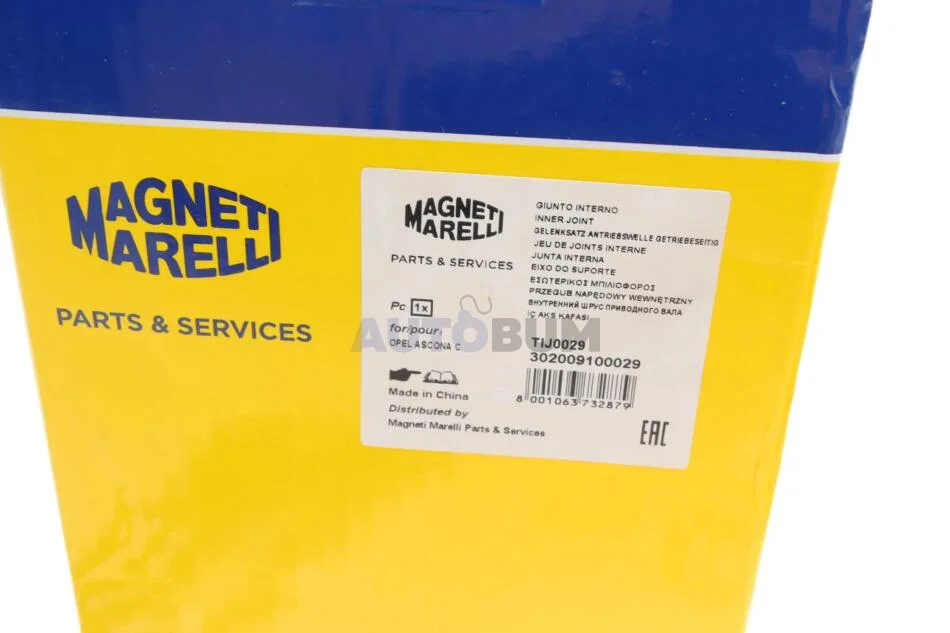 MAGNETI
MARELLI
PARTS & SERVICES
MAGNETI
MARELLI
PARTS & SERVICES
Pc 1x
for/pour:
OPEL ASCONA C
Made in China
Distributed by
Magneti Marelli Parts & Services
GIUNTO INTERNO
INNER JOINT
GELENKSATZ ANTRIEBSWELLE GETRIEBESEITIG
JEU DE JOINTS INTERNE
JUNTA INTERNA
EIXO DO SUPORTE
ΕΣΩΤΕΡΙΚΟΣ ΜΠΙΛΙΟΦΟΡΟΣ
PRZEGUB NAPĘDOWY WEWNĘTRZNY
ВНУТРЕННИЙ ШРУС ПРИВОДНОГО ВАЛА
İÇ AKS KAFASI
TIJ0029
302009100029
8 001063 732879
EAC
AUTOBUM